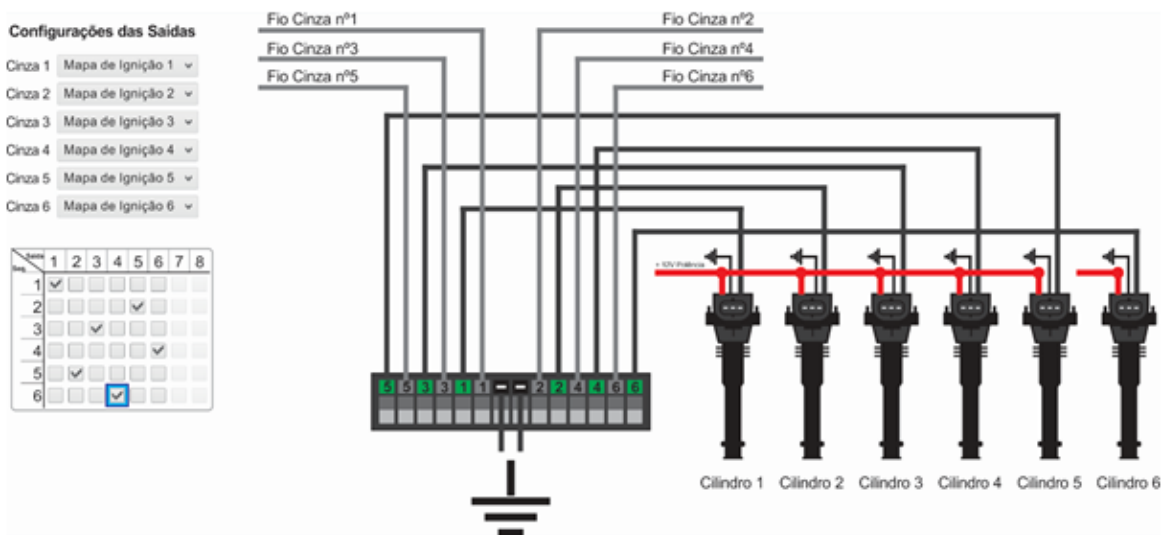 Configurações das Saídas
Cinza 1 Mapa de Ignição 1
Cinza 2 Mapa de Ignição 2
Cinza 3 Mapa de Ignição 3
Cinza 4 Mapa de Ignição 4
Cinza 5 Mapa de Ignição 5
Cinza 6 Mapa de Ignição 6
Saída 1 2 3 4 5 6 7 8
Seq.
1
2
3
4
5
6
Fio Cinza nº1
Fio Cinza nº3
Fio Cinza nº5
Fio Cinza nº2
Fio Cinza nº4
Fio Cinza nº6
+ 12V Potência
5 5 3 3 1 1 - - 2 2 4 4 6 6
Cilindro 1 Cilindro 2 Cilindro 3 Cilindro 4 Cilindro 5 Cilindro 6